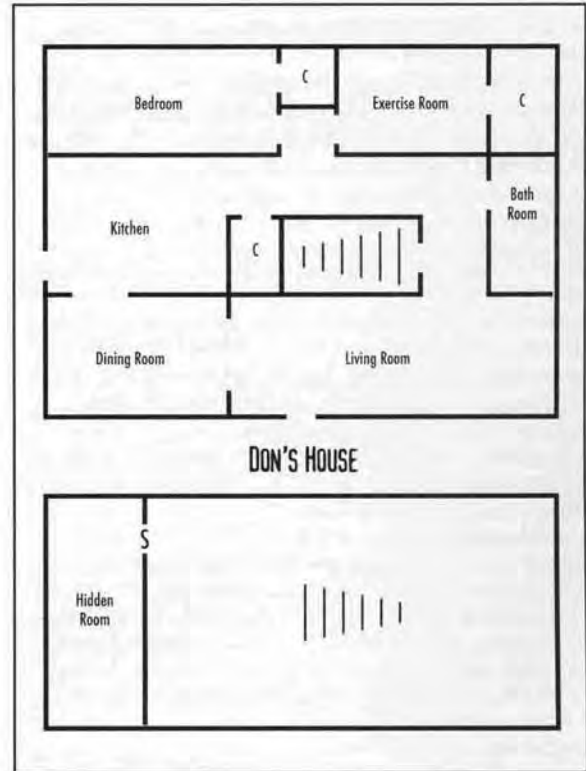 C
Bedroom
Exercise Room
C
Bath
Room
Kitchen
C
Dining Room
Living Room
DON'S HOUSE
S
Hidden
Room